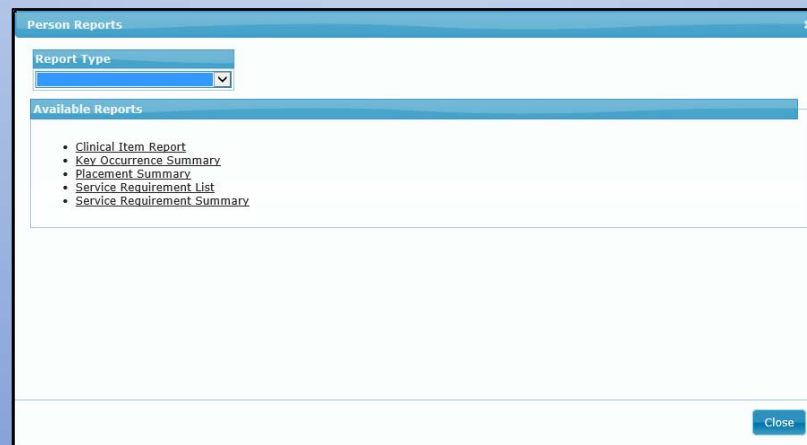 Person Reports
Report Type
Available Reports
Clinical Item Report
Key Occurrence Summary
Placement Summary
Service Requirement List
Service Requirement Summary
Close